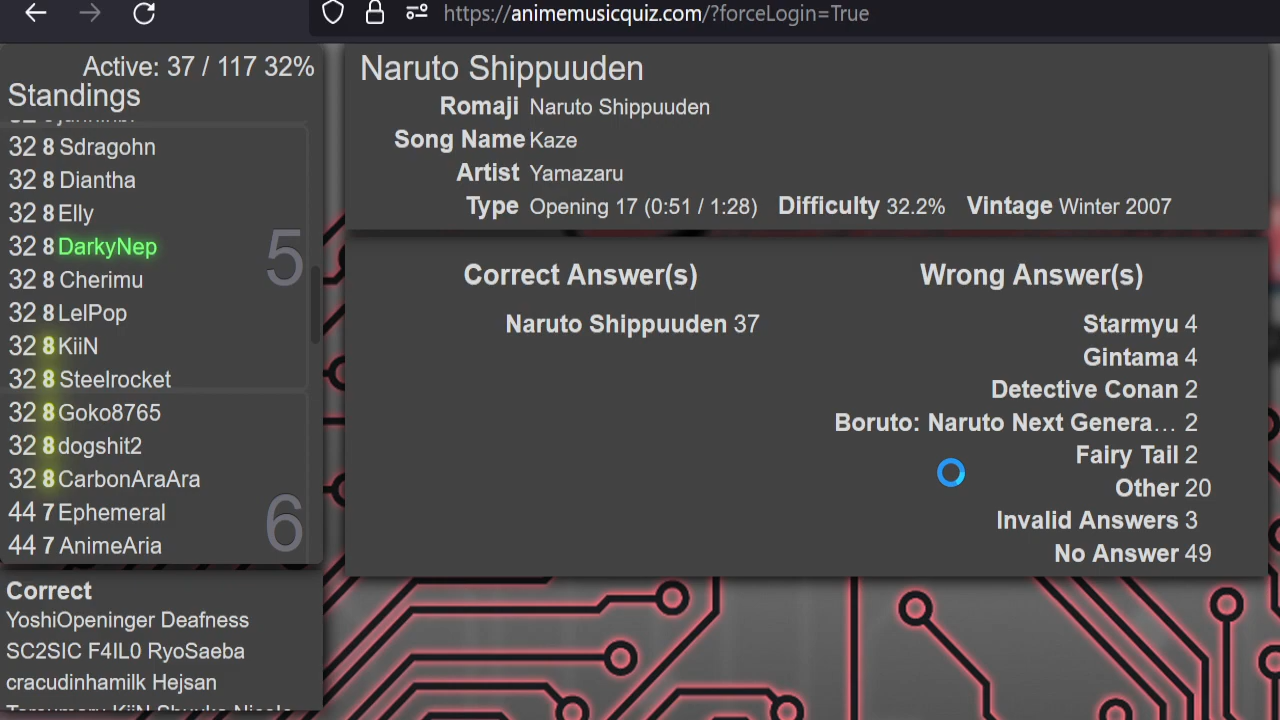 https://animemusicquiz.com/?forceLogin=True
Active: 37 / 117 32%
Standings
32 8 Sdragohn
32 8 Diantha
32 8 Elly
32 8 DarkyNep
5
32 8 Cherimu
32 8 LelPop
32 8 KiiN
32 8 Steelrocket
32 8 Goko8765
32 8 dogshit2
32 8 CarbonAraAra
44 7 Ephemeral
6
44 7 AnimeAria
Correct
YoshiOpeninger Deafness
SC2SIC F4IL0 RyoSaeba
cracudinhamilk Hejsan
Naruto Shippuuden
Romaji Naruto Shippuuden
Song Name Kaze
Artist Yamazaru
Type Opening 17 (0:51 / 1:28) Difficulty 32.2% Vintage Winter 2007
Correct Answer(s)
Naruto Shippuuden 37
Wrong Answer(s)
Starmyu 4
Gintama 4
Detective Conan 2
Boruto: Naruto Next Genera... 2
Fairy Tail 2
Other 20
Invalid Answers 3
No Answer 49